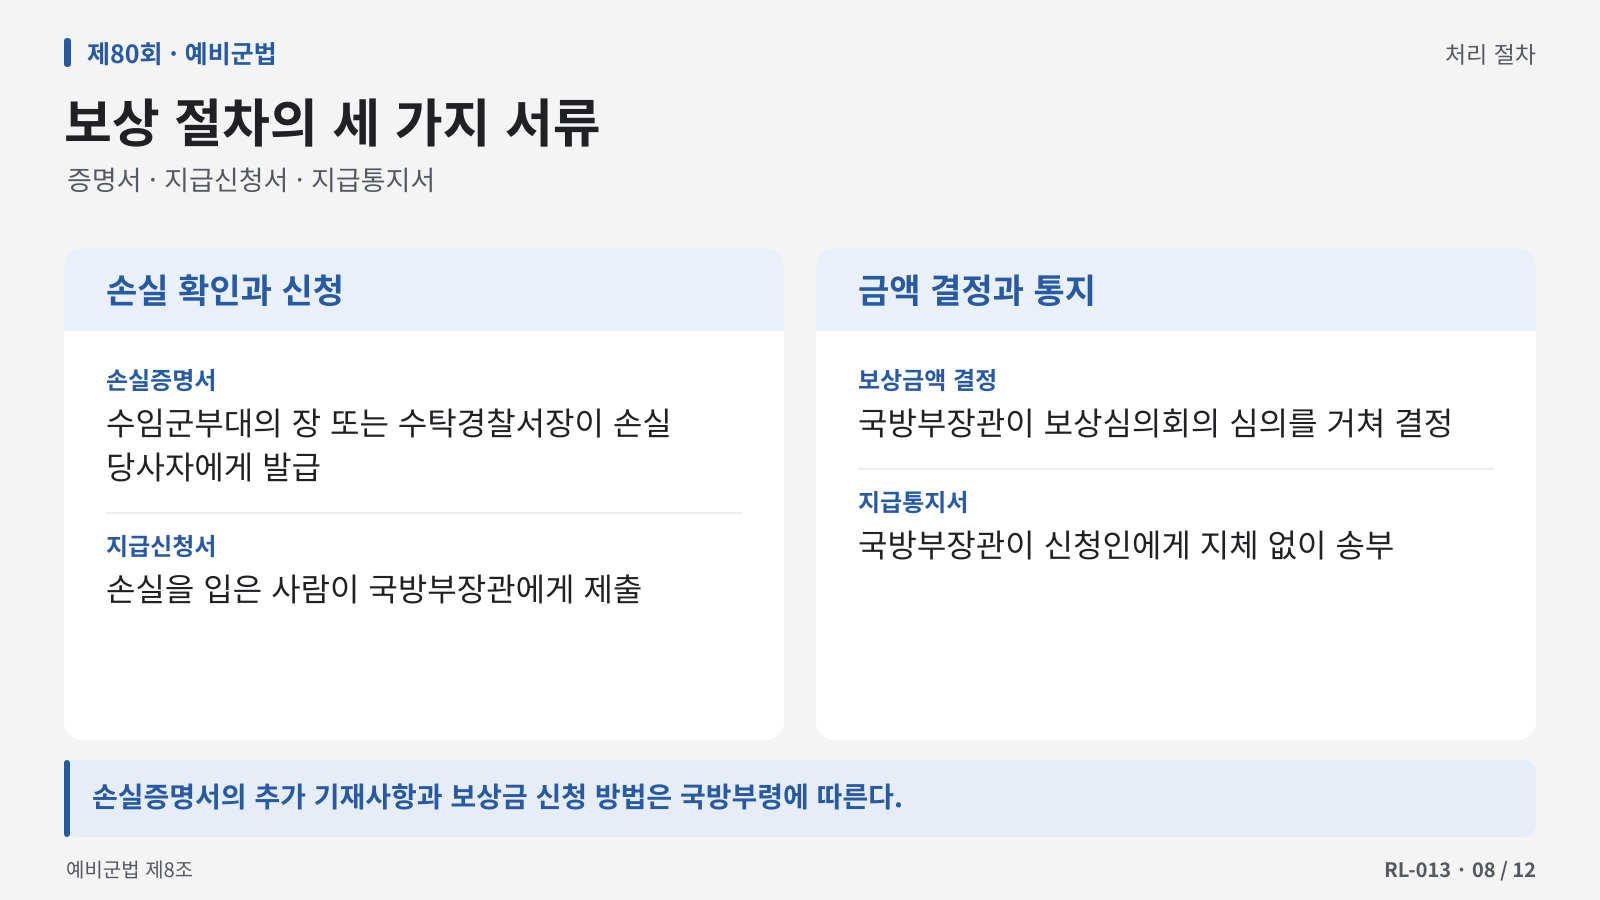 제80회 · 예비군법
처리 절차
보상 절차의 세 가지 서류
증명서 · 지급신청서 · 지급통지서
손실 확인과 신청
손실증명서
수임군부대의 장 또는 수탁경찰서장이 손실
당사자에게 발급
지급신청서
손실을 입은 사람이 국방부장관에게 제출
금액 결정과 통지
보상금액 결정
국방부장관이 보상심의회의 심의를 거쳐 결정
지급통지서
국방부장관이 신청인에게 지체 없이 송부
손실증명서의 추가 기재사항과 보상금 신청 방법은 국방부령에 따른다.
예비군법 제8조
RL-013 · 08 / 12